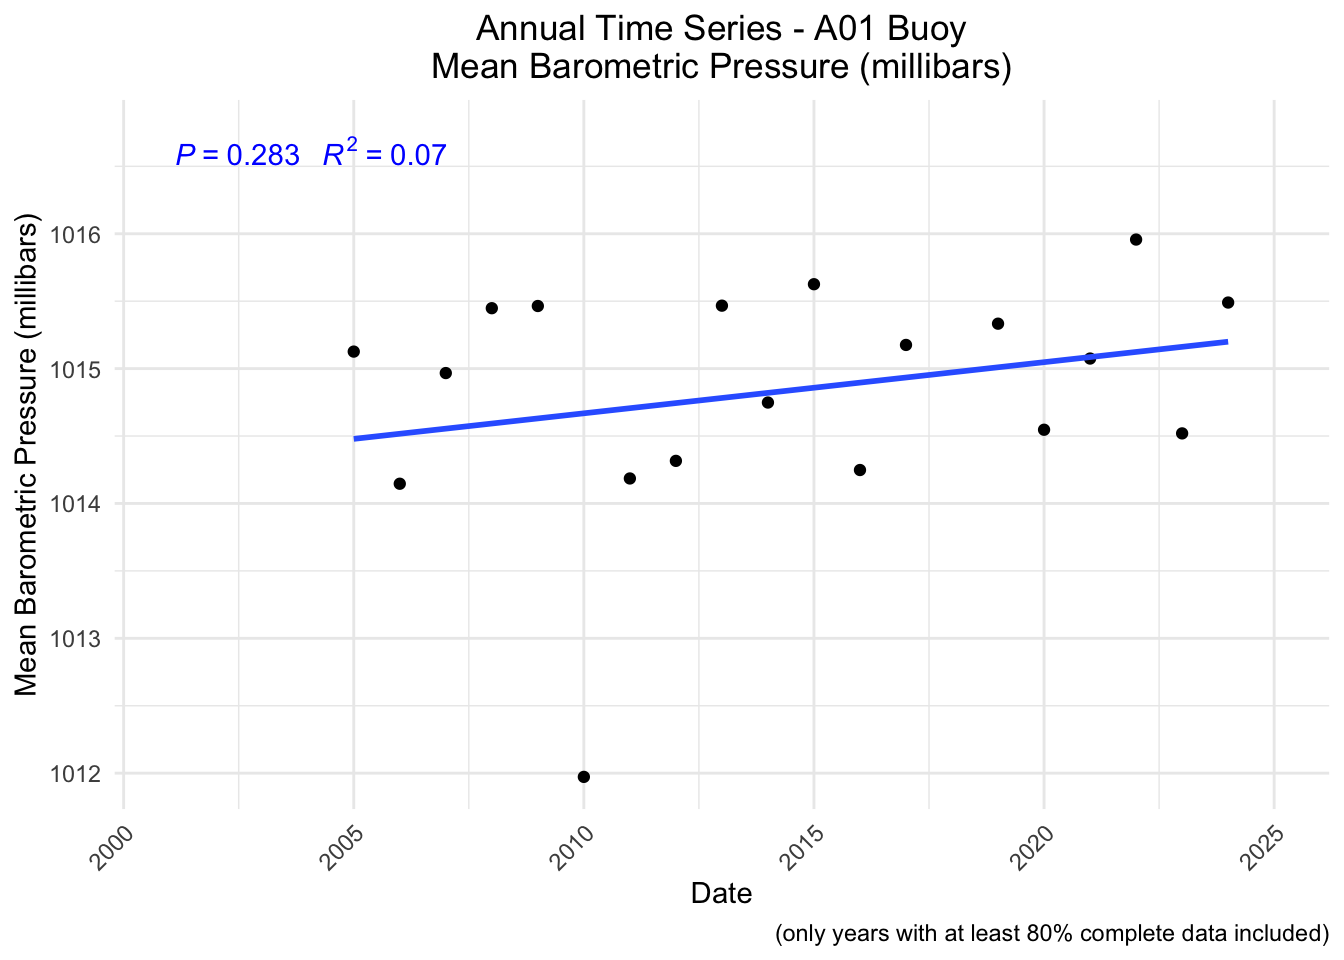 Annual Time Series - A01 Buoy
Mean Barometric Pressure (millibars)
P = 0.283 R² = 0.07
Mean Barometric Pressure (millibars)
1016
1015
1014
1013
1012
2000
2005
2010
2015
2020
2025
Date
(only years with at least 80% complete data included)